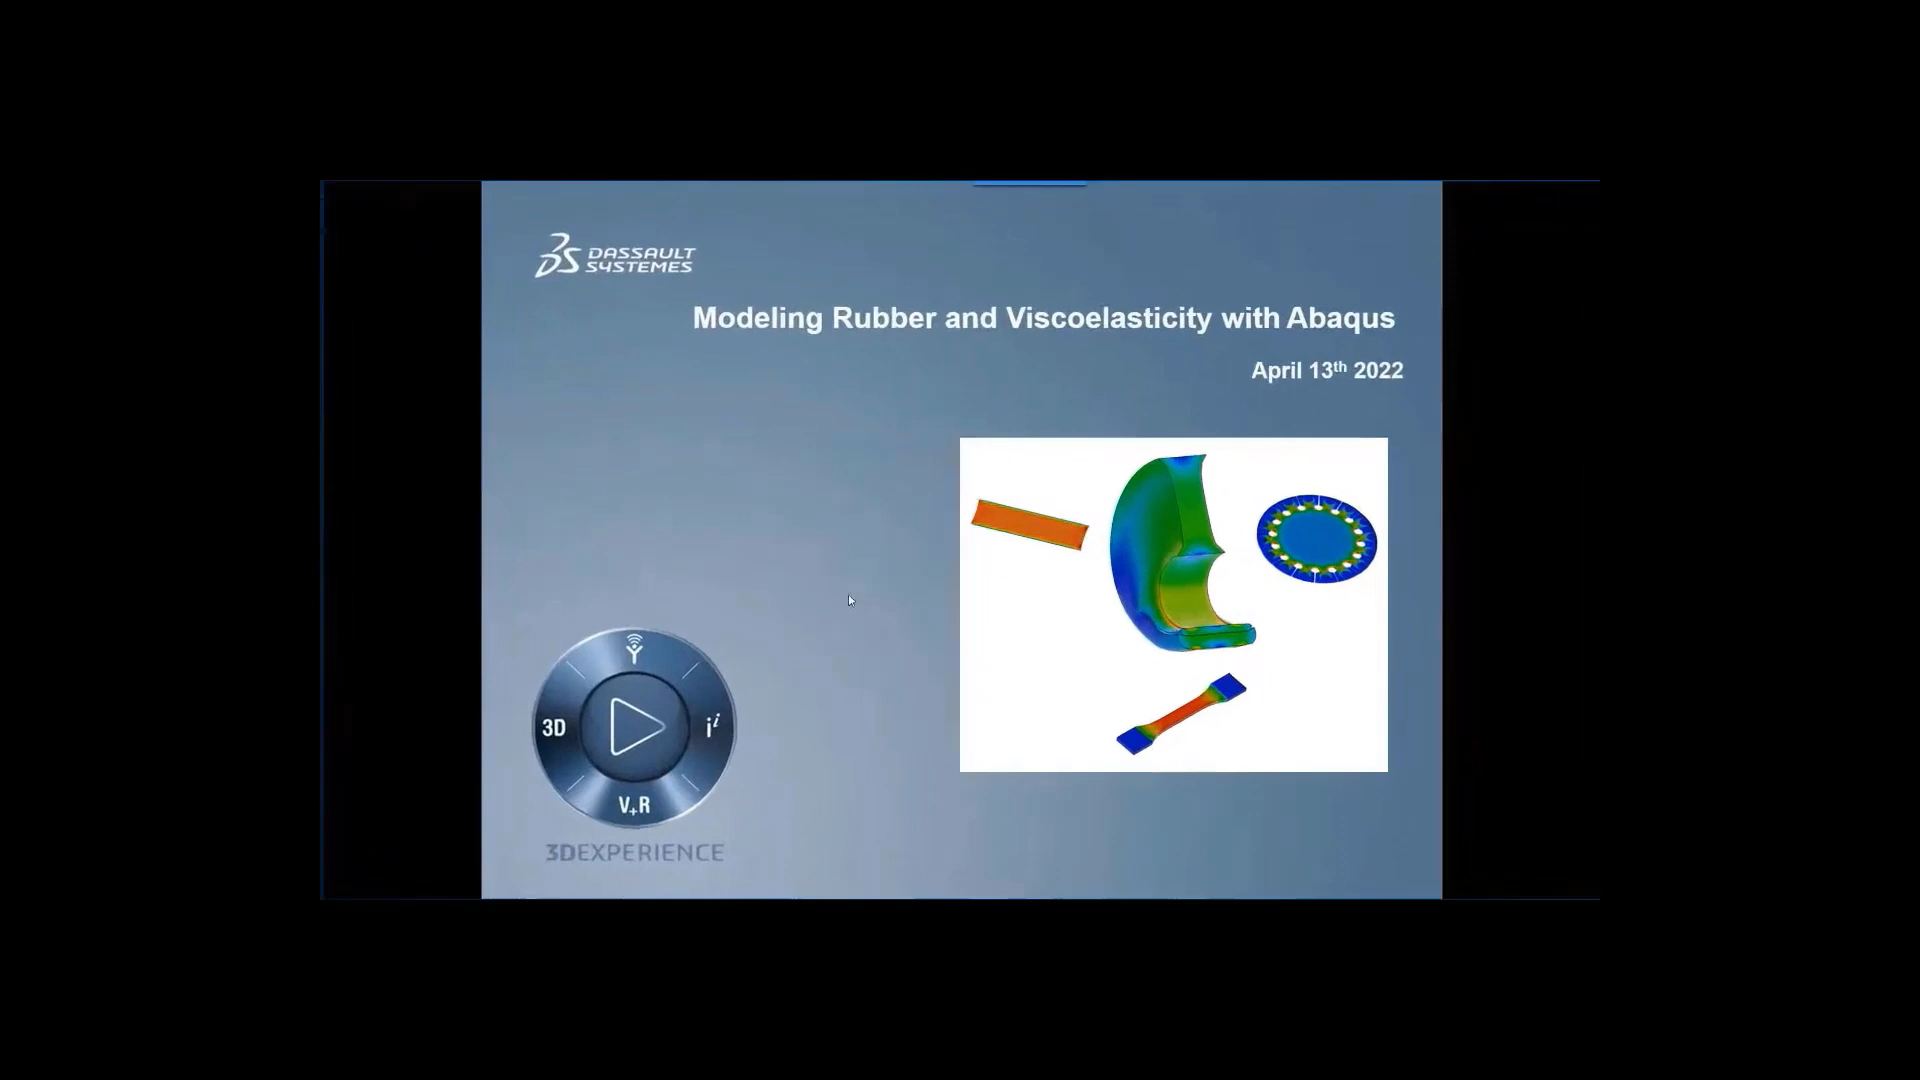 DASSAULT
SYSTEMES
Modeling Rubber and Viscoelasticity with Abaqus
April 13th 2022
3D
i i
V+R
3DEXPERIENCE